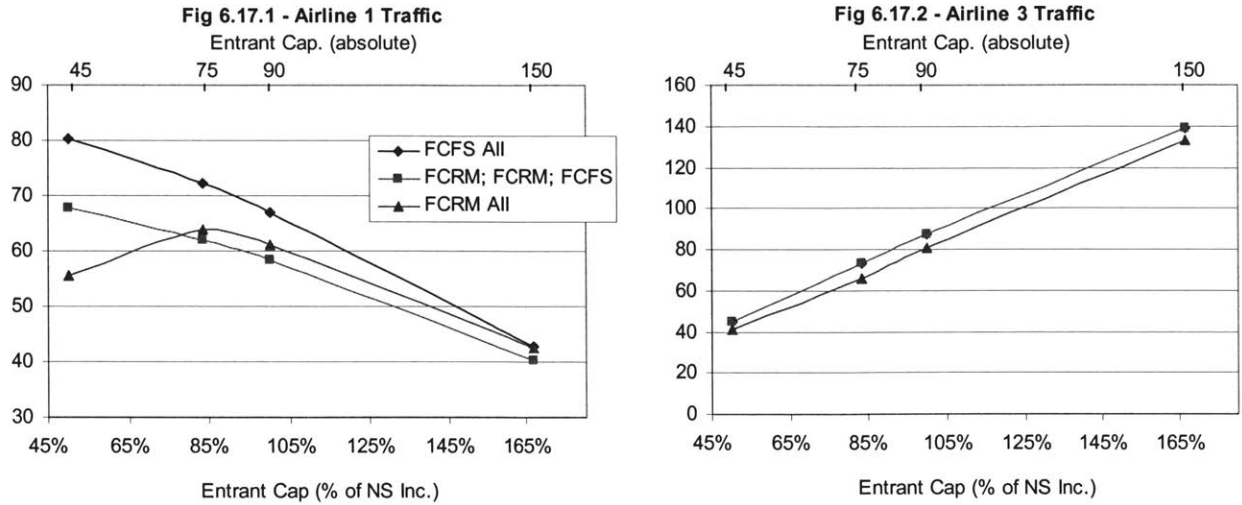 Fig 6.17.1 - Airline 1 Traffic
Entrant Cap. (absolute)
45 75 90 150
90
80
70
60
50
40
30
FCFS All
FCRM; FCRM; FCFS
FCRM All
45% 65% 85% 105% 125% 145% 165%
Entrant Cap (% of NS Inc.)
Fig 6.17.2 - Airline 3 Traffic
Entrant Cap. (absolute)
45 75 90 150
160
140
120
100
80
60
40
20
0
45% 65% 85% 105% 125% 145% 165%
Entrant Cap (% of NS Inc.)